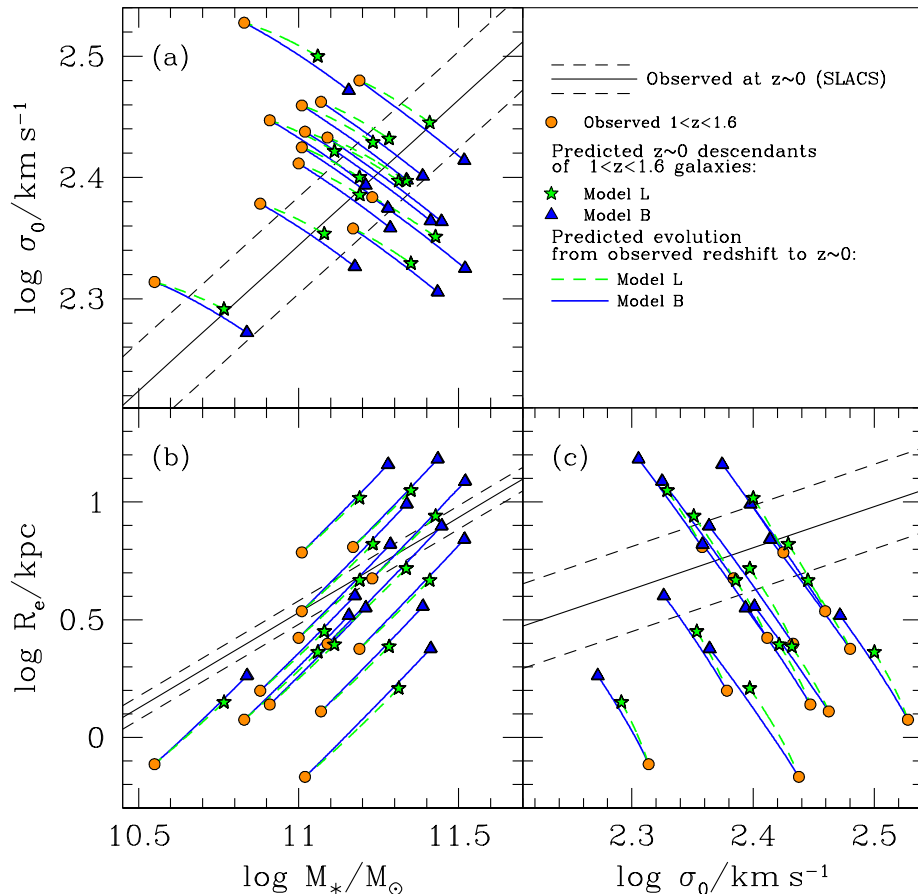 (a)
2.5
2.4
2.3
log σ₀/km s⁻¹
Observed at z~0 (SLACS)
Observed 1<z<1.6
Predicted z~0 descendants
of 1<z<1.6 galaxies:
Model L
Model B
Predicted evolution
from observed redshift to z~0:
Model L
Model B
(b)
1
0.5
0
log Rₑ/kpc
10.5 11 11.5
log M_*/M_⊙
(c)
2.3 2.4 2.5
log σ₀/km s⁻¹